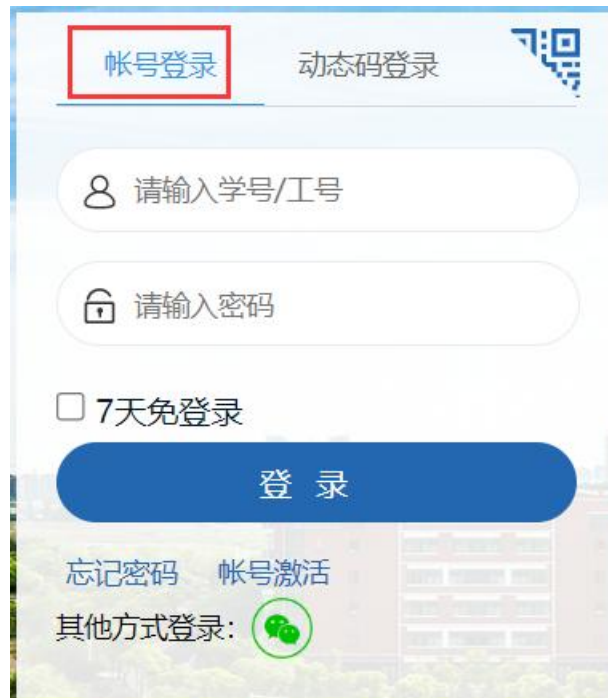 帐号登录 动态码登录
请输入学号/工号
请输入密码
7天免登录
登 录
忘记密码 帐号激活
其他方式登录：